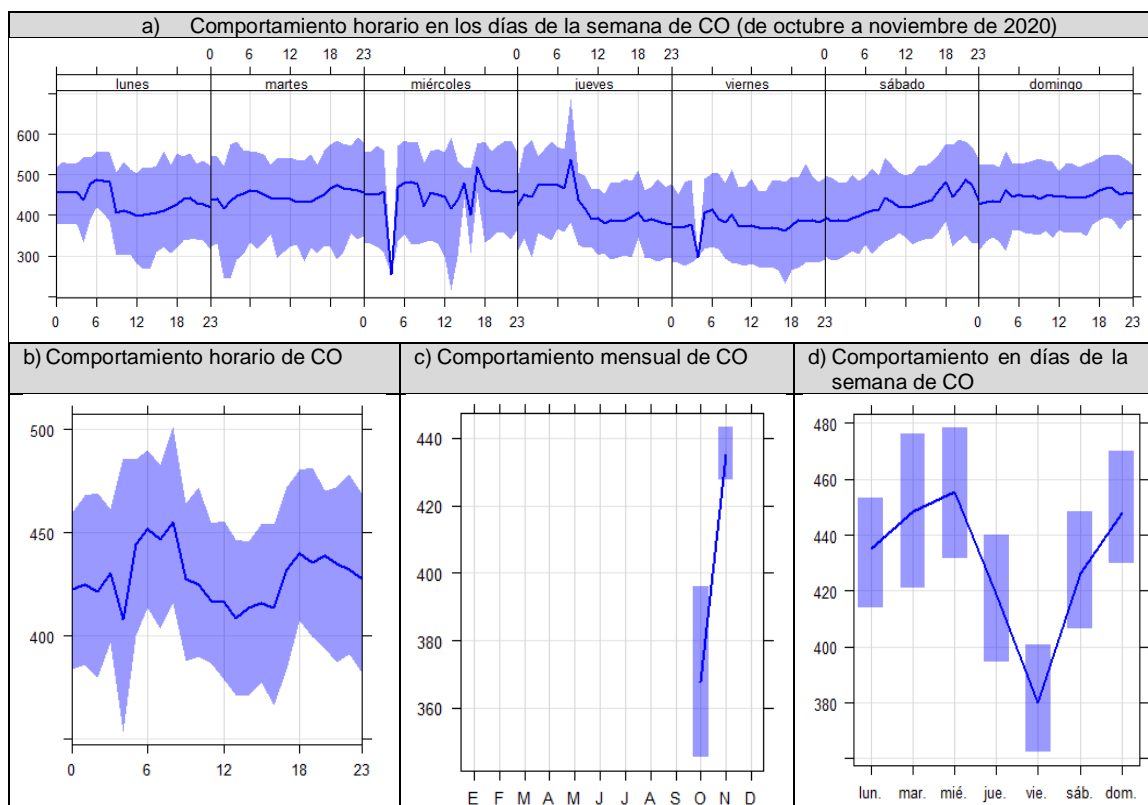 a) Comportamiento horario en los días de la semana de CO (de octubre a noviembre de 2020)
0 6 12 18 23 0 6 12 18 23 0 6 12 18 23
lunes martes miércoles jueves viernes sábado domingo
600
500
400
300
0 6 12 18 23 0 6 12 18 23 0 6 12 18 23 0 6 12 18 23
b) Comportamiento horario de CO
500
450
400
0 6 12 18 23
c) Comportamiento mensual de CO
440
420
400
380
360
E F M A M J J A S O N D
d) Comportamiento en días de la
semana de CO
480
460
440
420
400
380
lun. mar. mié. jue. vie. sáb. dom.